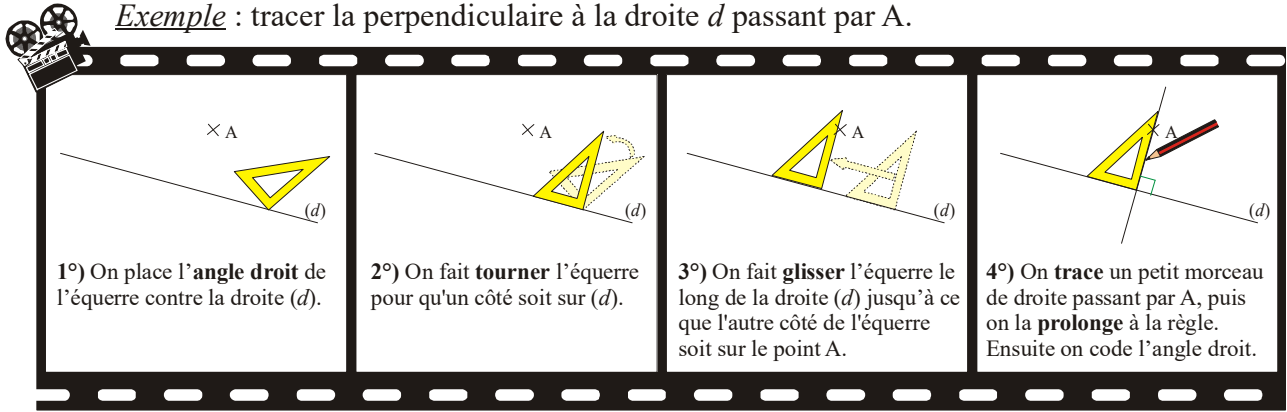 Exemple : tracer la perpendiculaire à la droite d passant par A.
A
(d)
1°) On place l’angle droit de
l’équerre contre la droite (d).
A
(d)
2°) On fait tourner l’équerre
pour qu'un côté soit sur (d).
A
(d)
3°) On fait glisser l’équerre le
long de la droite (d) jusqu’à ce
que l'autre côté de l'équerre
soit sur le point A.
A
(d)
4°) On trace un petit morceau
de droite passant par A, puis
on la prolonge à la règle.
Ensuite on code l’angle droit.